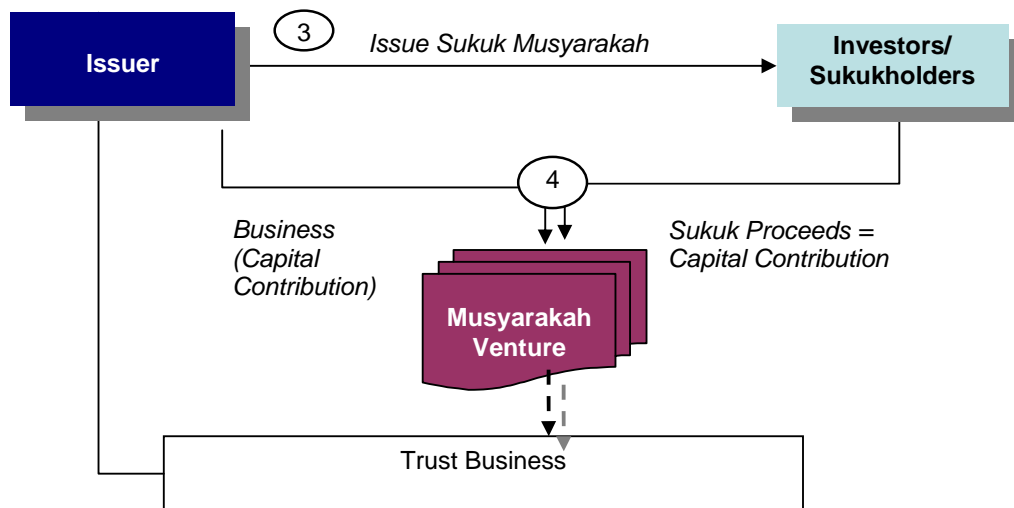 3
Issue Sukuk Musyarakah
Issuer
Investors/
Sukukholders
4
Business
(Capital
Contribution)
Sukuk Proceeds =
Capital Contribution
Musyarakah
Venture
Trust Business